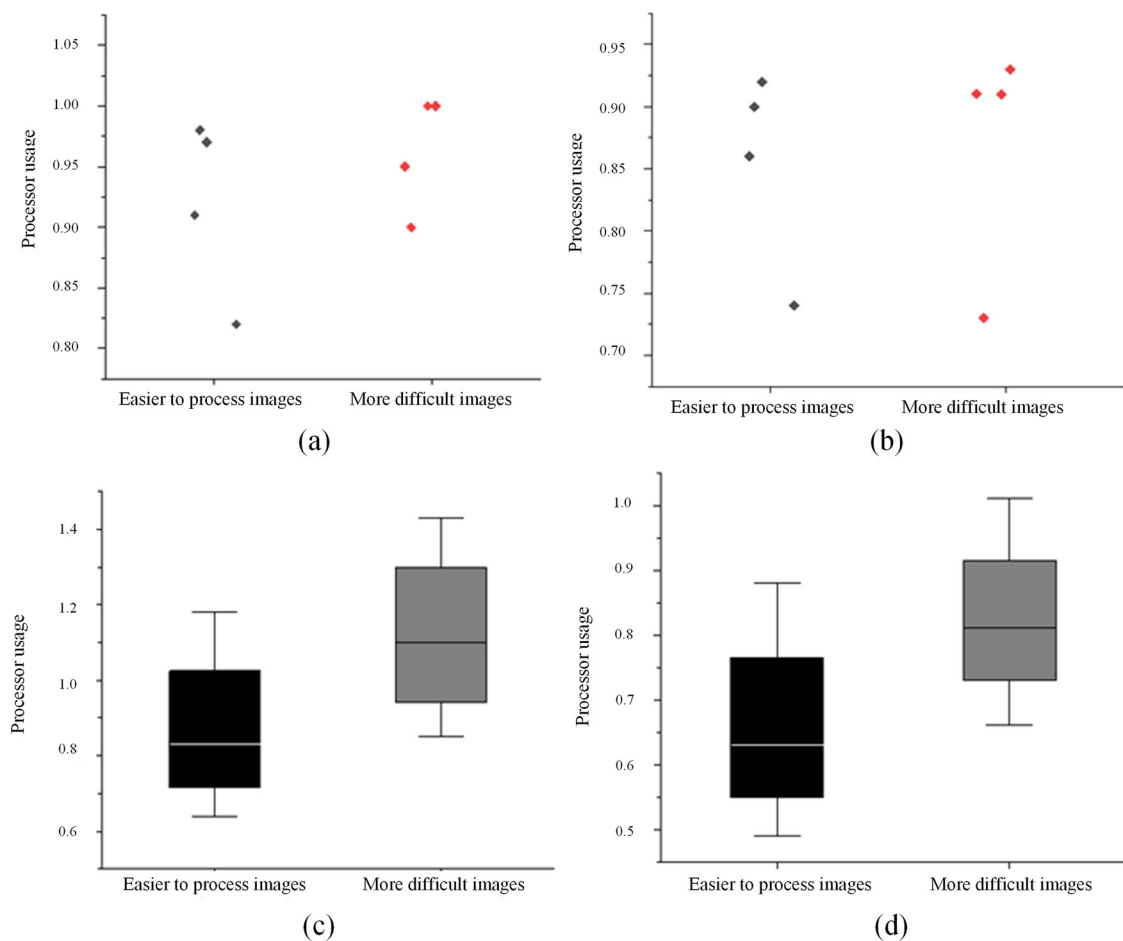 1.05
1.00
0.95
0.90
0.85
0.80
Processor usage
Easier to process images
More difficult images
(a)
0.95
0.90
0.85
0.80
0.75
0.70
Processor usage
Easier to process images
More difficult images
(b)
1.4
1.2
1.0
0.8
0.6
Processor usage
Easier to process images
More difficult images
(c)
1.0
0.9
0.8
0.7
0.6
0.5
Processor usage
Easier to process images
More difficult images
(d)